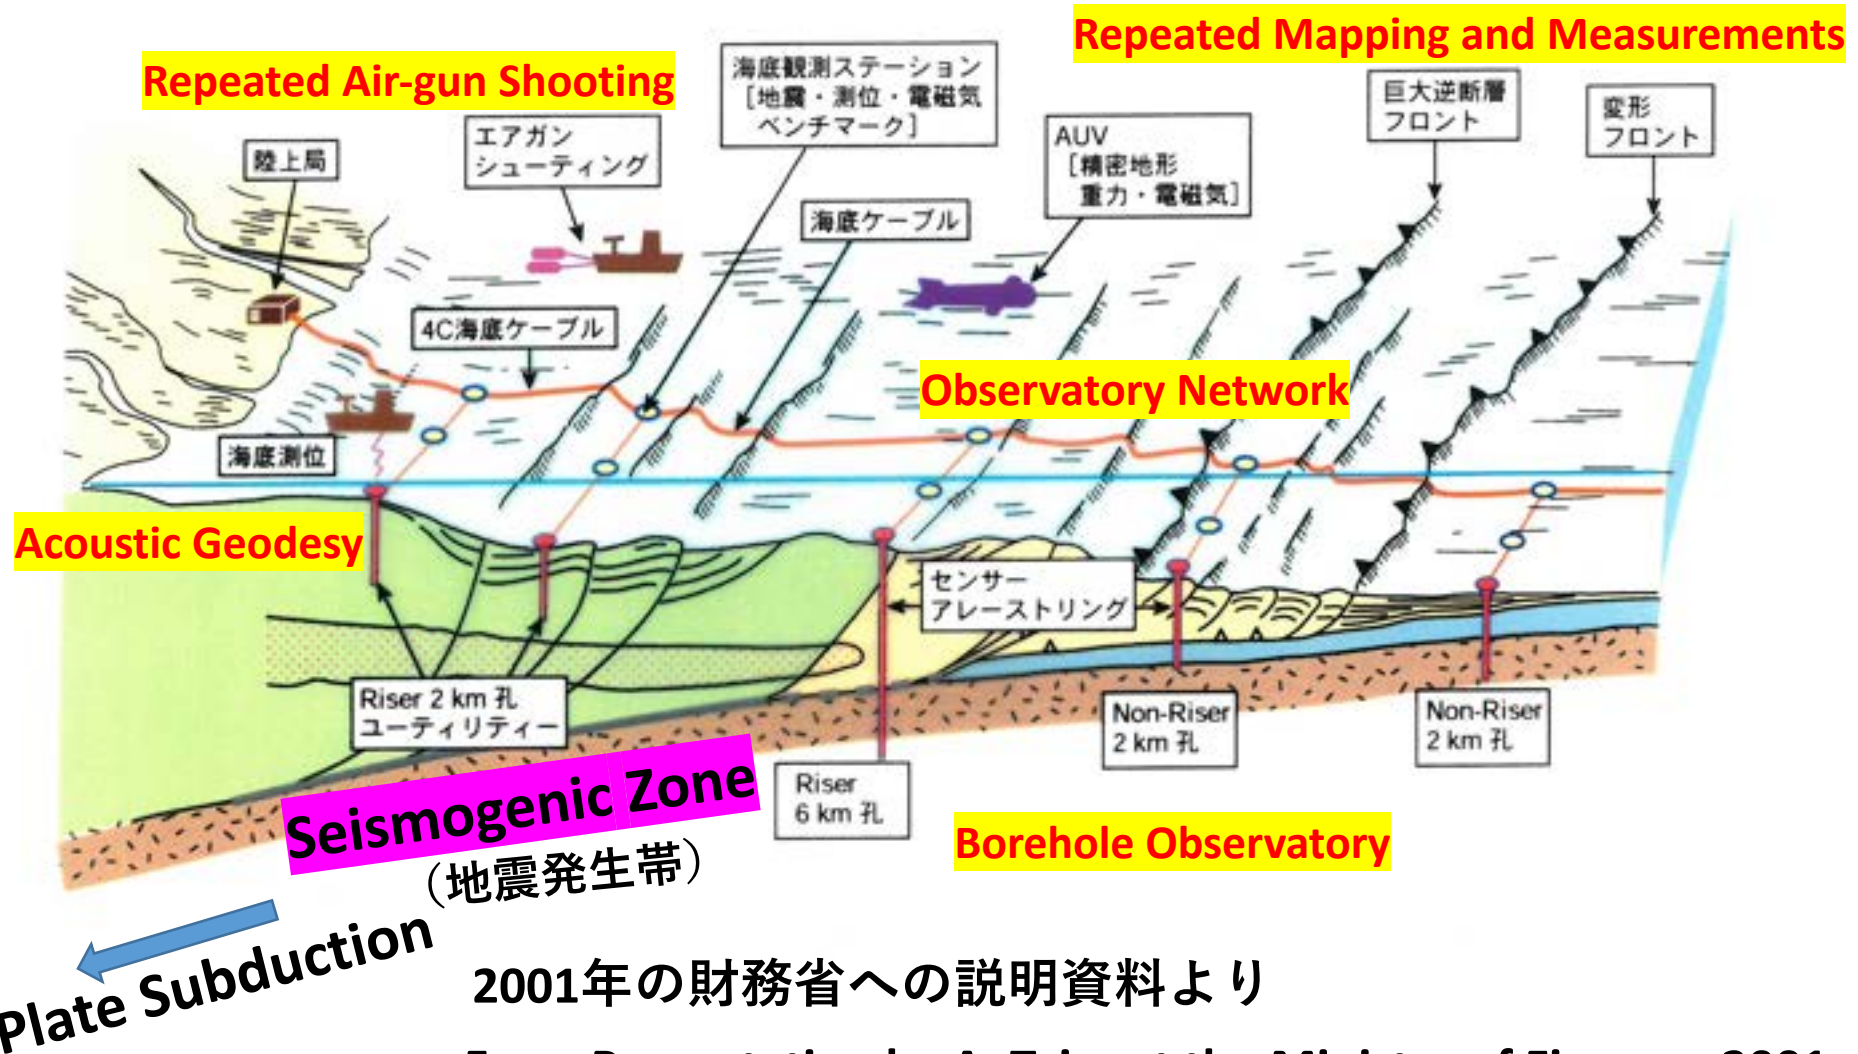 Repeated Mapping and Measurements
Repeated Air-gun Shooting
海底観測ステーション
[地震・測位・電磁気
ベンチマーク]
巨大逆断層
フロント
変形
フロント
エアガン
シューティング
AUV
[精密地形
重力・電磁気]
陸上局
海底ケーブル
4C海底ケーブル
Observatory Network
海底測位
Acoustic Geodesy
センサー
アレーストリング
Riser 2 km 孔
ユーティリティー
Non-Riser
2 km 孔
Non-Riser
2 km 孔
Seismogenic Zone
(地震発生帯)
Riser
6 km 孔
Borehole Observatory
Plate Subduction
2001年の財務省への説明資料より